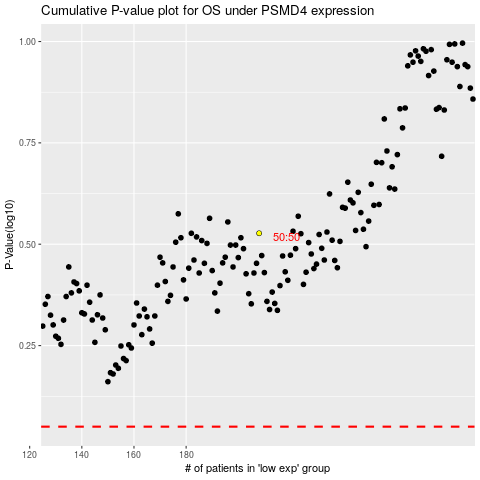 Cumulative P-value plot for OS under PSMD4 expression
1.00
0.75
0.50
0.25
P-Value(log10)
50:50
120 140 160 180
# of patients in 'low exp' group